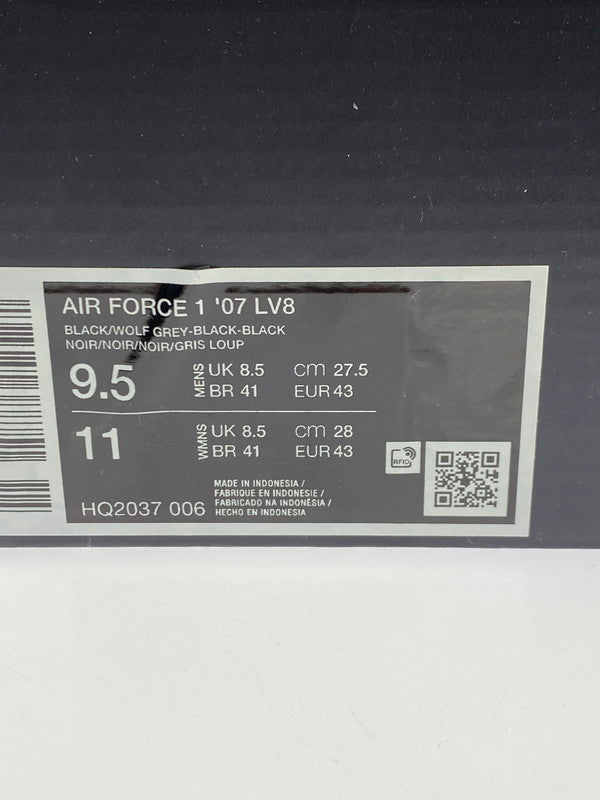 AIR FORCE 1 '07 LV8
BLACK/WOLF GREY-BLACK-BLACK
NOIR/NOIR/NOIR/GRIS LOUP
9.5 MENS UK 8.5 cm 27.5
BR 41 EUR 43
11 WMNS UK 8.5 cm 28
BR 41 EUR 43
RFID
HQ2037 006
MADE IN INDONESIA /
FABRIQUE EN INDONESIE /
FABRICADO NA INDONÉSIA /
HECHO EN INDONESIA